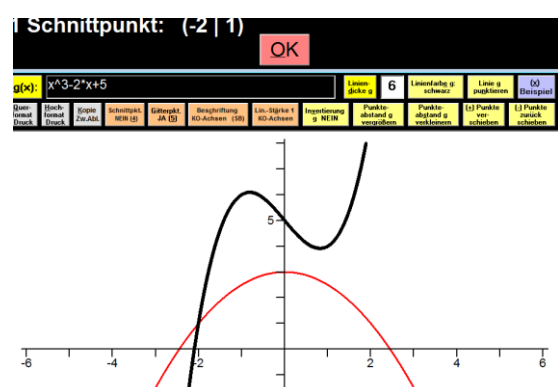 1 Schnittpunkt: (-2 | 1)
OK
g(x): x^3-2*x+5 Linien-dicke g 6 Linienfarbe g: schwarz Linie g punktieren (x) Beispiel
Quer-format Druck Hoch-format Druck Kopie Zw.Abl. Schnittpkt. NEIN (4) Gitterpkt. JA (5) Beschriftung KO-Achsen (S8) Lin.-Stärke 1 KO-Achsen Invertierung g NEIN Punkte-abstand g vergrößern Punkte-abstand g verkleinern (+) Punkte ver-schieben (-) Punkte zurück schieben
5
-6 -4 -2 2 4 6